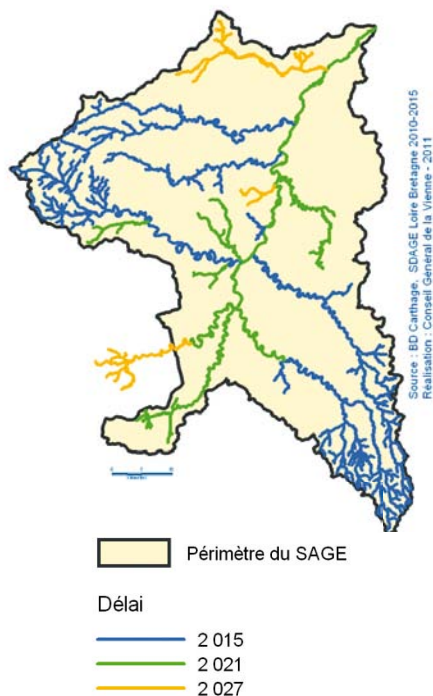 Source : BD Carthage, SDAGE Loire Bretagne 2010-2015
Réalisation : Conseil Général de la Vienne - 2011
Périmètre du SAGE
Délai
2 015
2 021
2 027